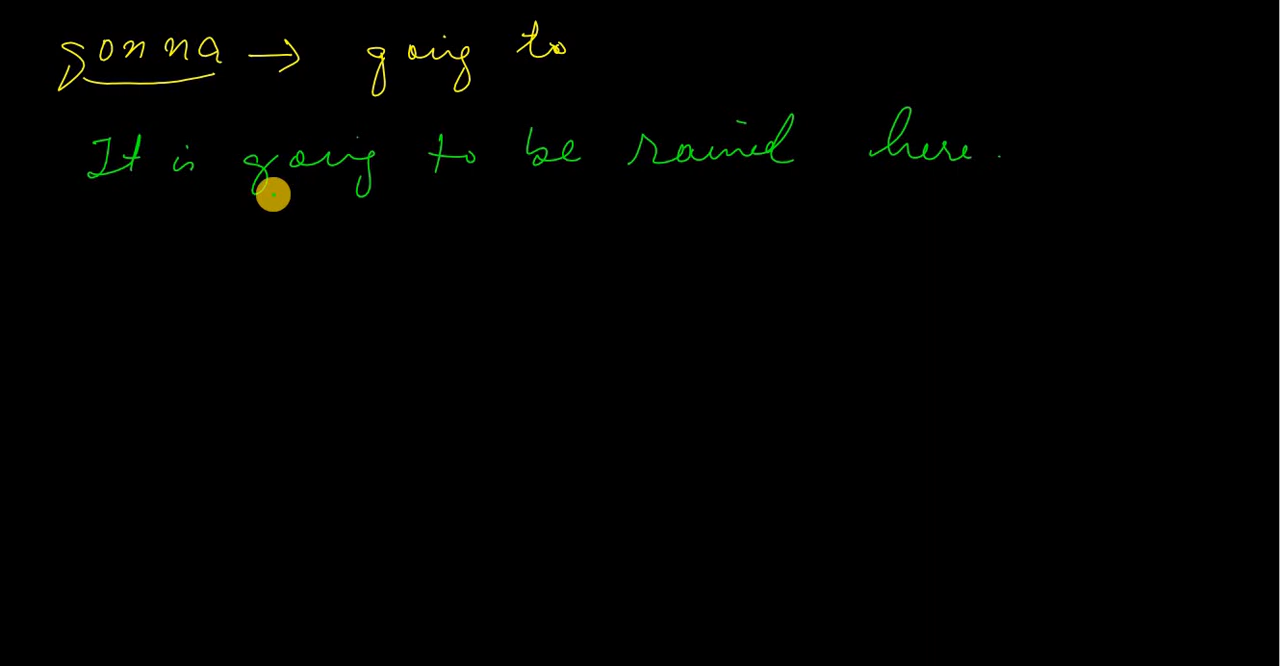 gonna → going to
It is going to be rained here.